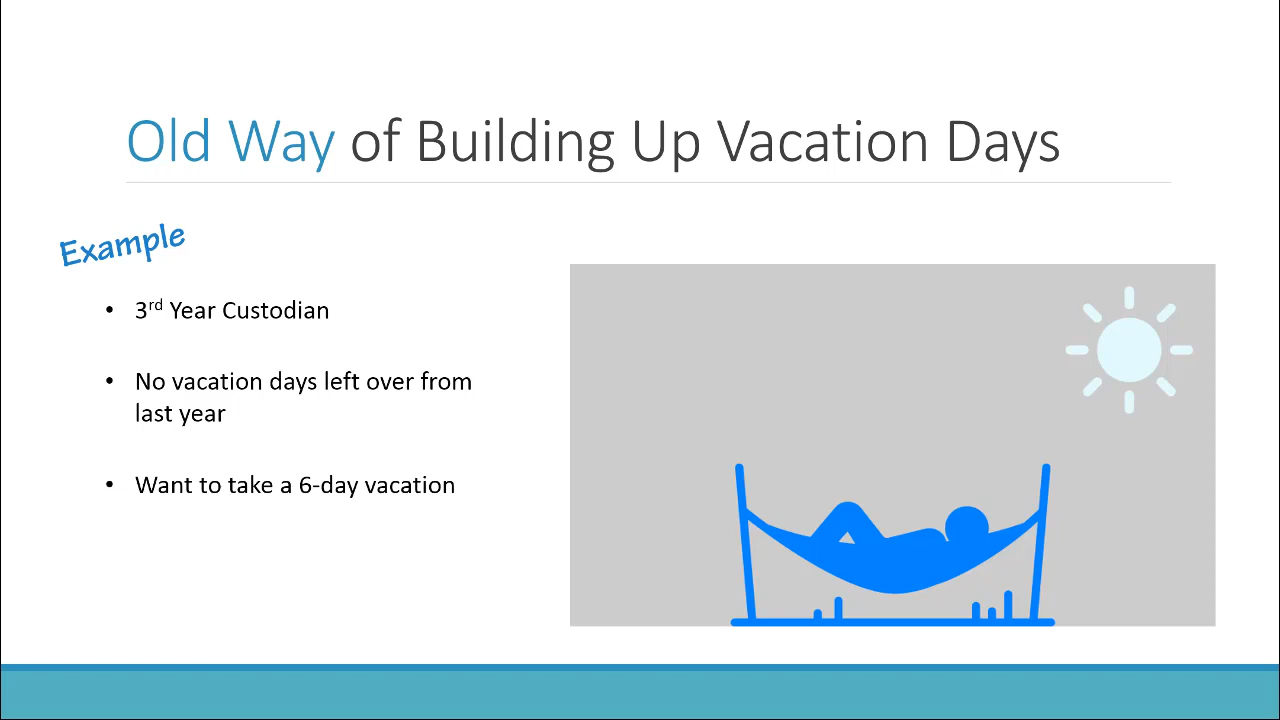 Old Way of Building Up Vacation Days
Example
• 3rd Year Custodian
• No vacation days left over from
last year
• Want to take a 6-day vacation